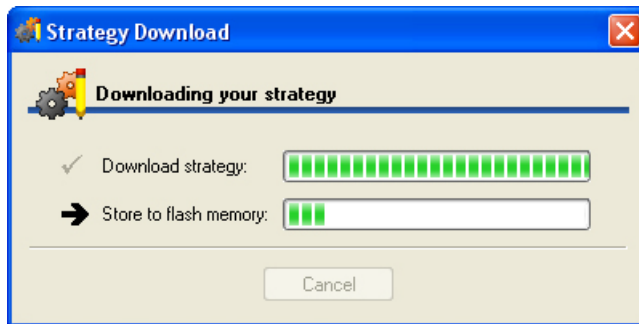 Strategy Download
Downloading your strategy
Download strategy:
Store to flash memory:
Cancel